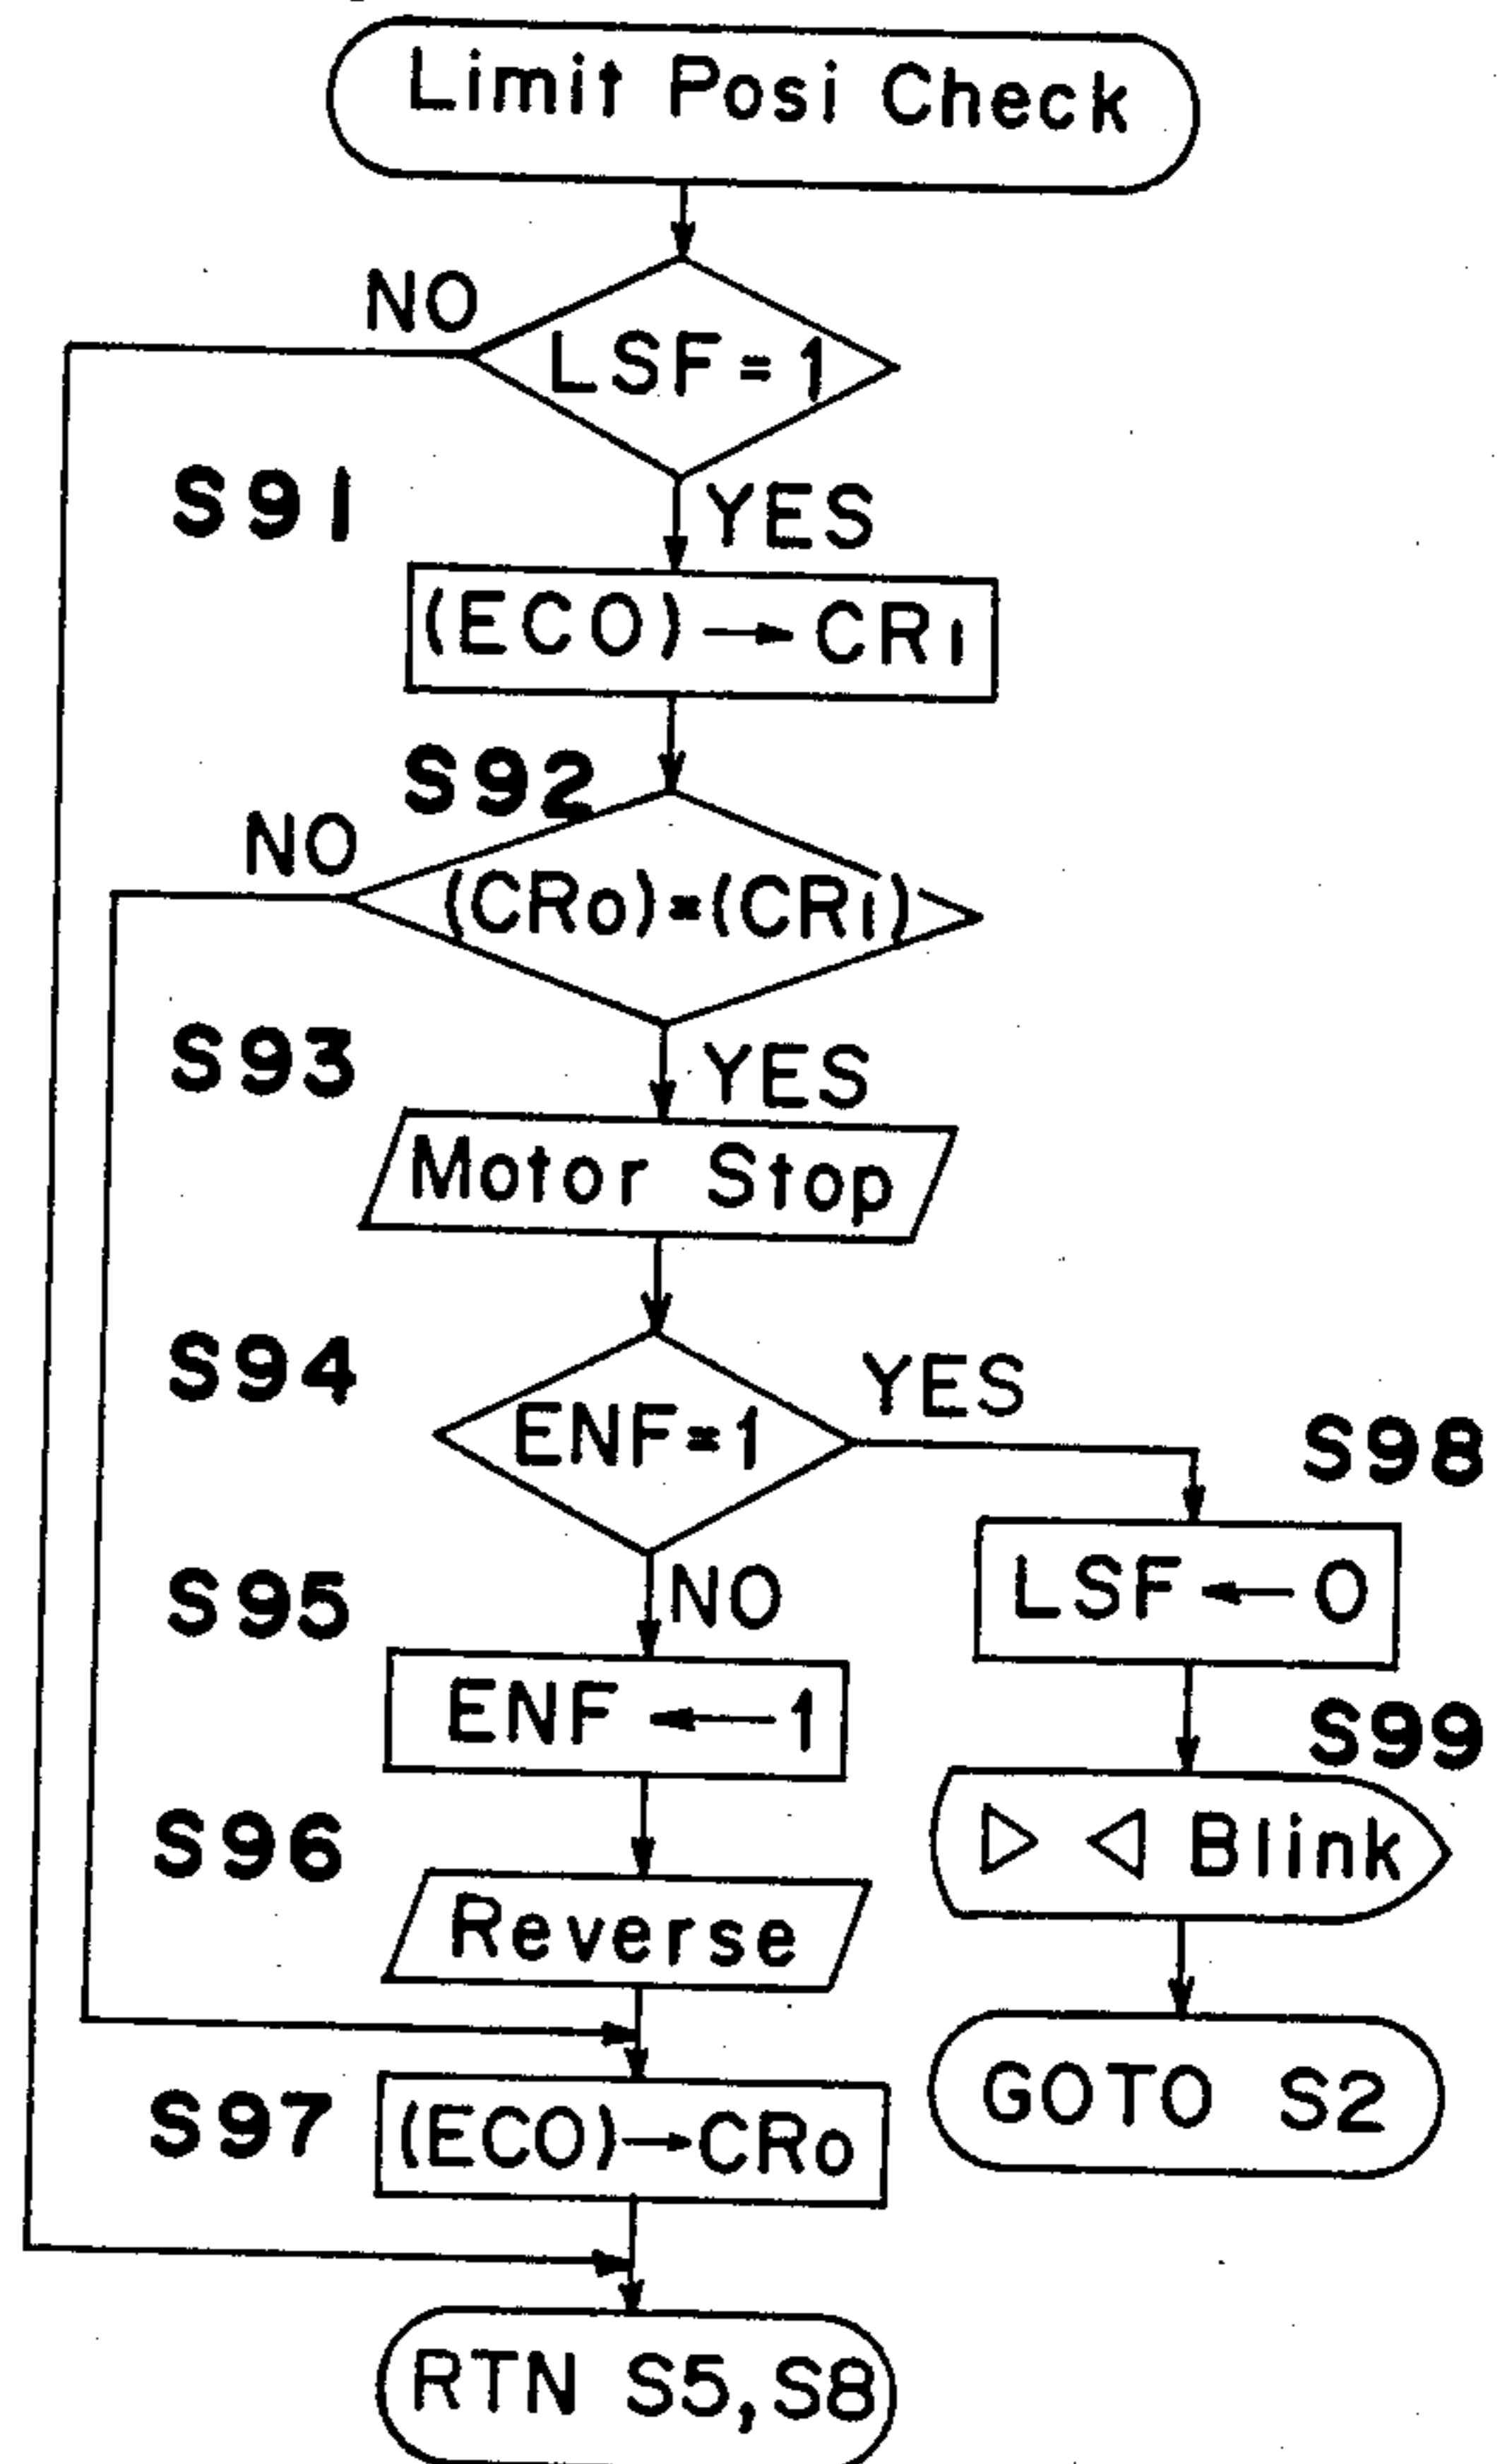 Limit Posi Check
NO
LSF=1
S91
YES
(ECO)→CR1
S92
NO
(CRo)=(CR1)
S93
YES
Motor Stop
S94
YES
ENF=1
S98
LSF←0
S95
NO
ENF←1
S99
▷ ◁ Blink
S96
Reverse
GOTO S2
S97
(ECO)→CRo
RTN S5,S8